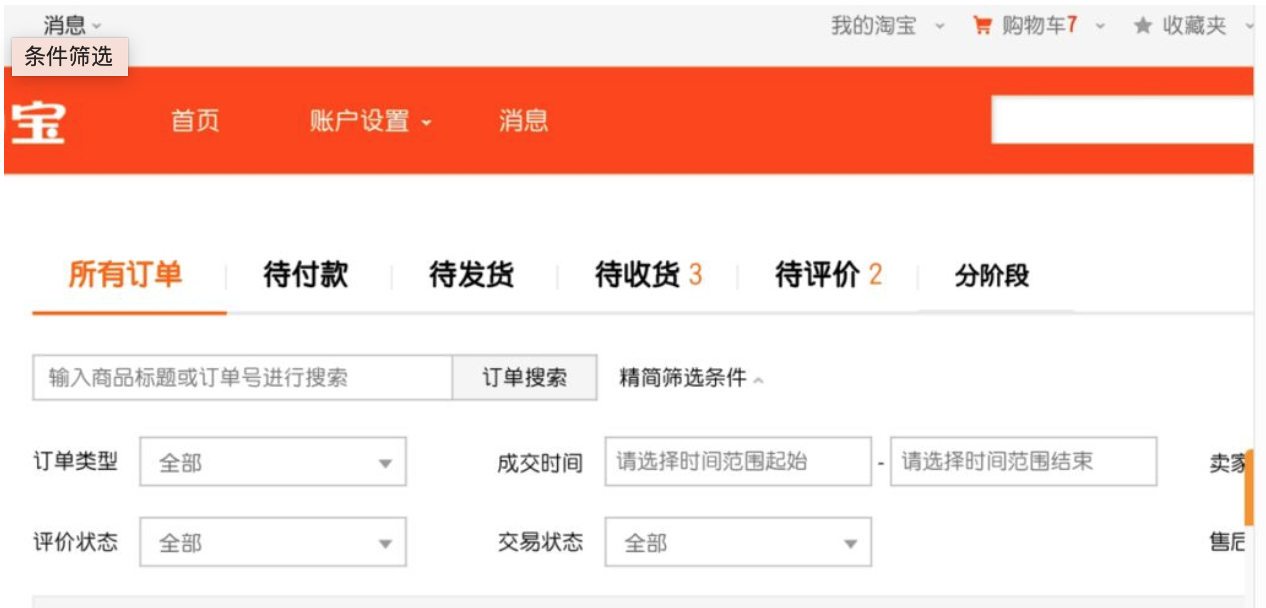 消息 我的淘宝 购物车7 收藏夹
条件筛选
宝 首页 账户设置 消息
所有订单 待付款 待发货 待收货 3 待评价 2 分阶段
输入商品标题或订单号进行搜索 订单搜索 精简筛选条件
订单类型 全部 成交时间 请选择时间范围起始 - 请选择时间范围结束 卖家
评价状态 全部 交易状态 全部 售后